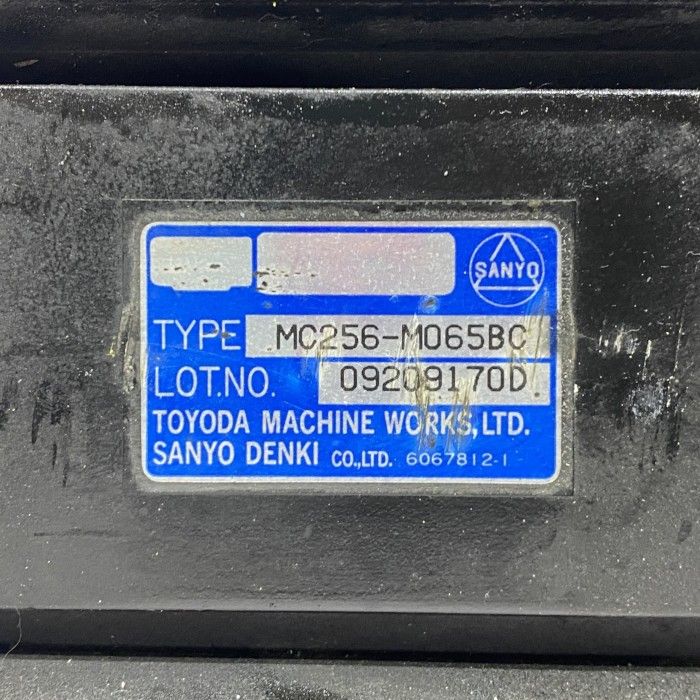 SANYO
TYPE MC256-M065BC
LOT.NO. 09209170D
TOYODA MACHINE WORKS,LTD.
SANYO DENKI CO.,LTD. 6067812-1